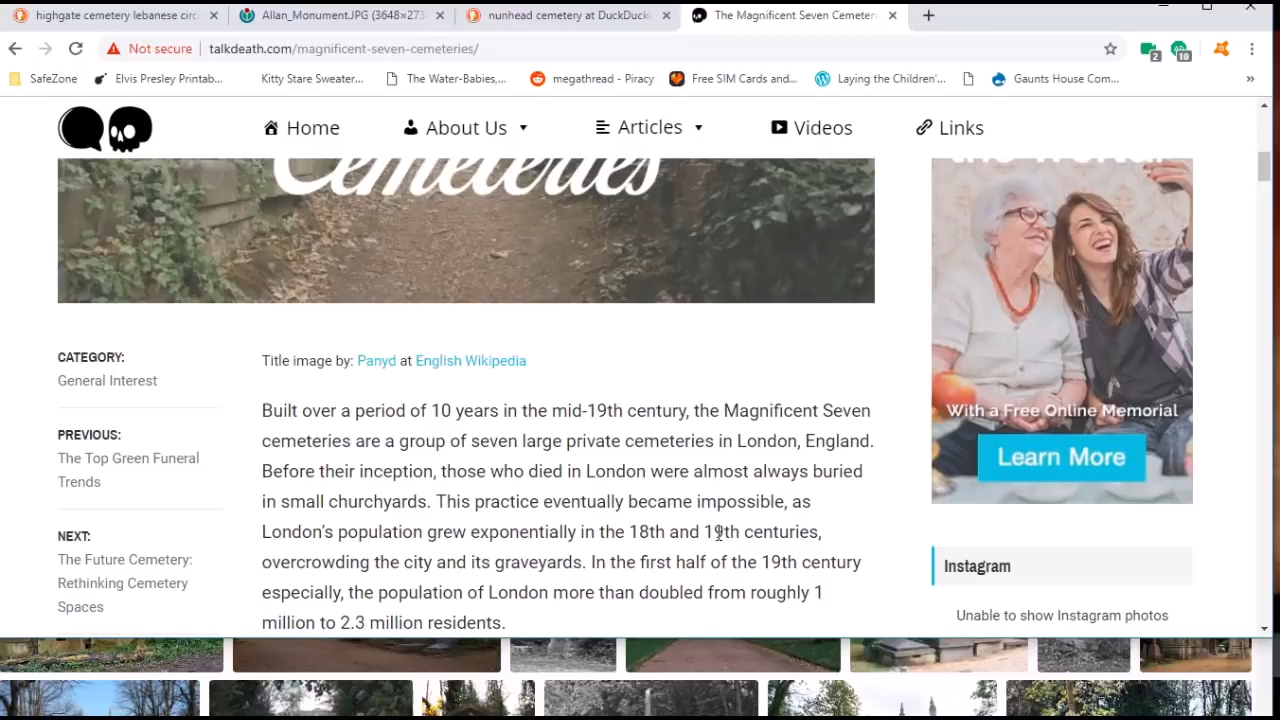 highgate cemetery lebanese circ
Allan_Monument.JPG (3648×273
nunhead cemetery at DuckDuck
The Magnificent Seven Cemeter
Not secure
talkdeath.com/magnificent-seven-cemeteries/
2
10
SafeZone
Elvis Presley Printab...
Kitty Stare Sweater...
The Water-Babies,...
megathread - Piracy
Free SIM Cards and...
Laying the Children'...
Gaunts House Com...
Home
About Us
Articles
Videos
Links
Cemeteries
the World
With a Free Online Memorial
Learn More
CATEGORY:
General Interest
PREVIOUS:
The Top Green Funeral
Trends
NEXT:
The Future Cemetery:
Rethinking Cemetery
Spaces
Title image by: Panyd at English Wikipedia
Built over a period of 10 years in the mid-19th century, the Magnificent Seven
cemeteries are a group of seven large private cemeteries in London, England.
Before their inception, those who died in London were almost always buried
in small churchyards. This practice eventually became impossible, as
London's population grew exponentially in the 18th and 19th centuries,
overcrowding the city and its graveyards. In the first half of the 19th century
especially, the population of London more than doubled from roughly 1
million to 2.3 million residents.
Instagram
Unable to show Instagram photos